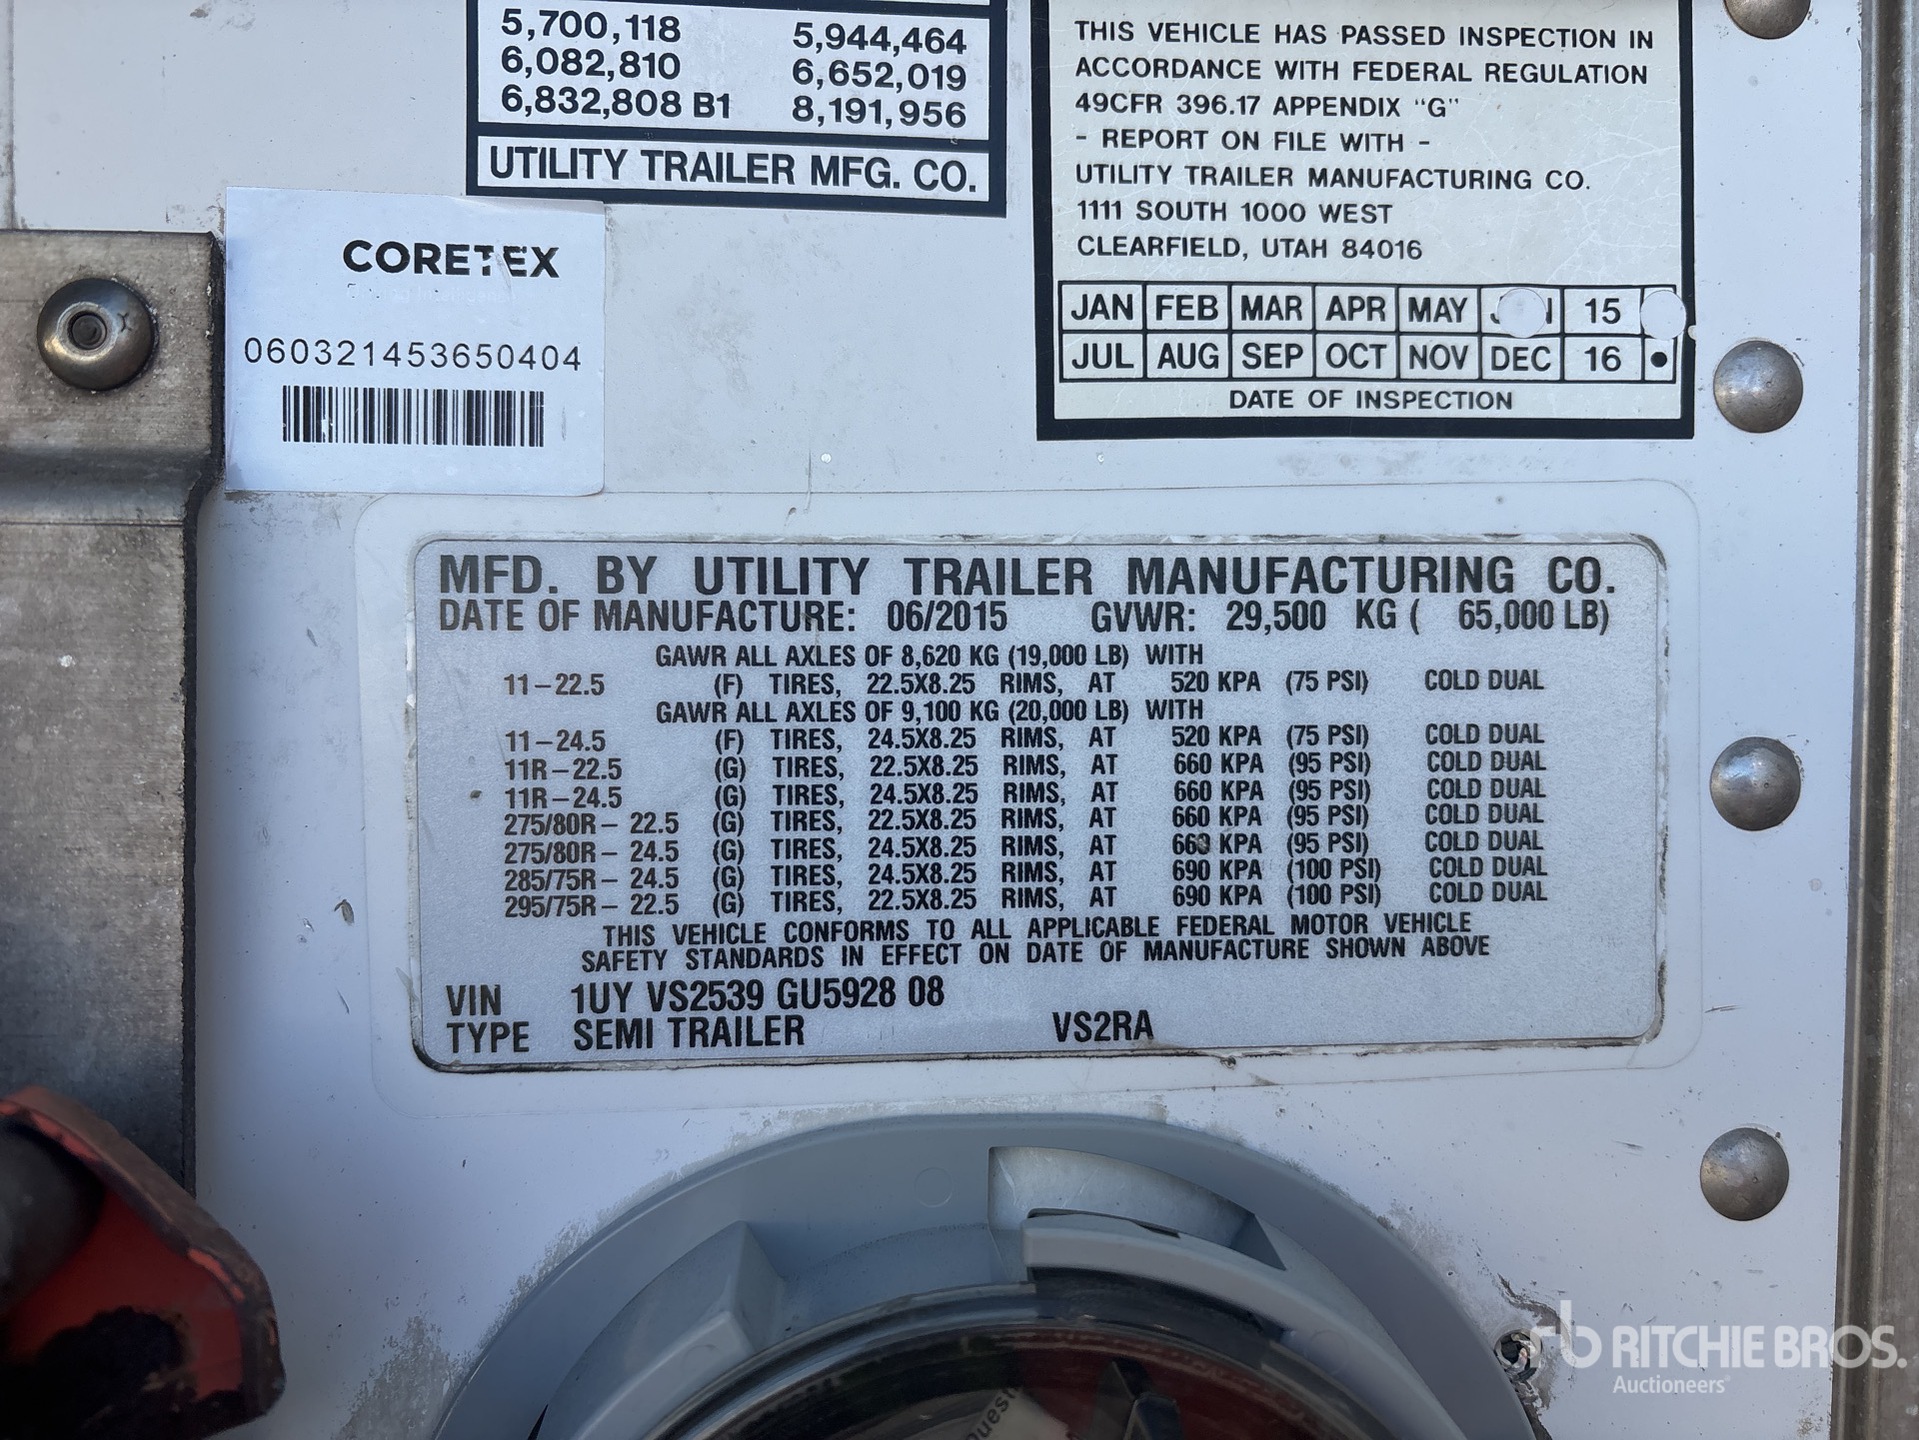 5,700,118 5,944,464
6,082,810 6,652,019
6,832,808 B1 8,191,956
UTILITY TRAILER MFG. CO.
THIS VEHICLE HAS PASSED INSPECTION IN
ACCORDANCE WITH FEDERAL REGULATION
49CFR 396.17 APPENDIX "G"
- REPORT ON FILE WITH -
UTILITY TRAILER MANUFACTURING CO.
1111 SOUTH 1000 WEST
CLEARFIELD, UTAH 84016
JAN FEB MAR APR MAY 15
JUL AUG SEP OCT NOV DEC 16 •
DATE OF INSPECTION
CORETEX
060321453650404
MFD. BY UTILITY TRAILER MANUFACTURING CO.
DATE OF MANUFACTURE: 06/2015 GVWR: 29,500 KG ( 65,000 LB)
GAWR ALL AXLES OF 8,620 KG (19,000 LB) WITH
11-22.5 (F) TIRES, 22.5X8.25 RIMS, AT 520 KPA (75 PSI) COLD DUAL
GAWR ALL AXLES OF 9,100 KG (20,000 LB) WITH
11-24.5 (F) TIRES, 24.5X8.25 RIMS, AT 520 KPA (75 PSI) COLD DUAL
11R-22.5 (G) TIRES, 22.5X8.25 RIMS, AT 660 KPA (95 PSI) COLD DUAL
11R-24.5 (G) TIRES, 24.5X8.25 RIMS, AT 660 KPA (95 PSI) COLD DUAL
275/80R- 22.5 (G) TIRES, 22.5X8.25 RIMS, AT 660 KPA (95 PSI) COLD DUAL
275/80R- 24.5 (G) TIRES, 24.5X8.25 RIMS, AT 660 KPA (95 PSI) COLD DUAL
285/75R- 24.5 (G) TIRES, 24.5X8.25 RIMS, AT 690 KPA (100 PSI) COLD DUAL
295/75R- 22.5 (G) TIRES, 22.5X8.25 RIMS, AT 690 KPA (100 PSI) COLD DUAL
THIS VEHICLE CONFORMS TO ALL APPLICABLE FEDERAL MOTOR VEHICLE
SAFETY STANDARDS IN EFFECT ON DATE OF MANUFACTURE SHOWN ABOVE
VIN 1UY VS2539 GU5928 08
TYPE SEMI TRAILER VS2RA
rb RITCHIE BROS.
Auctioneers